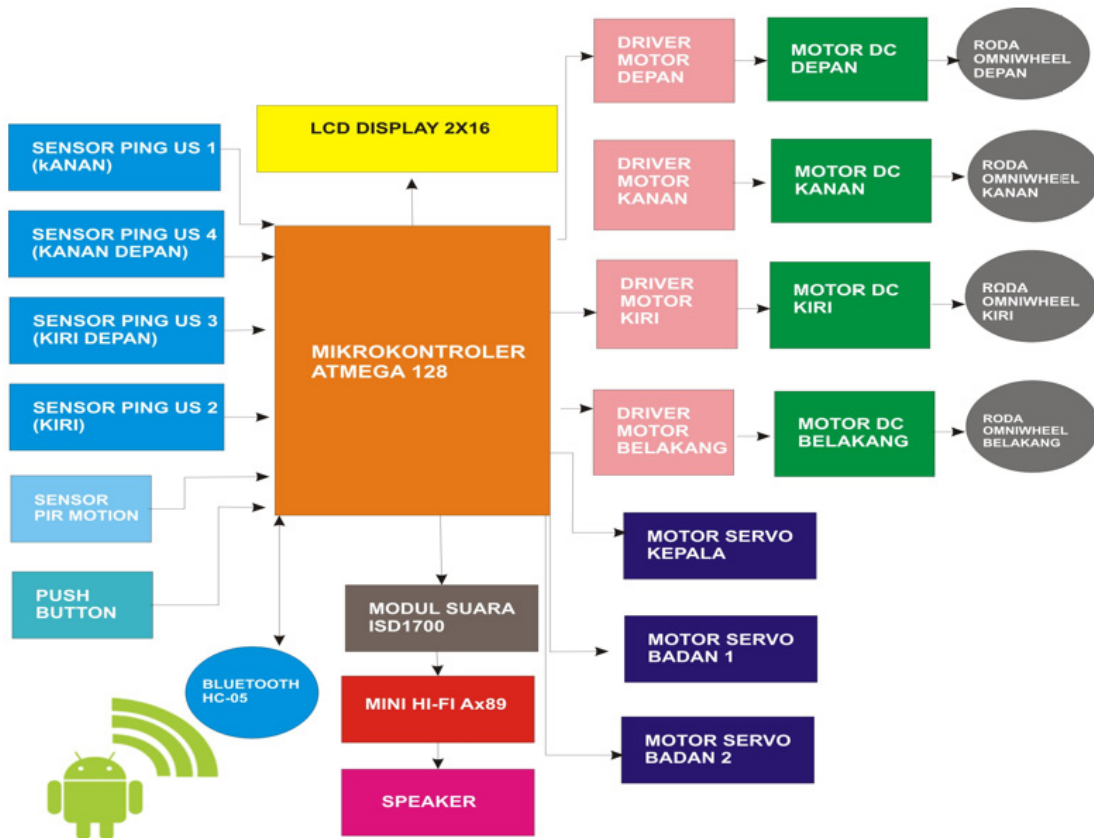 SENSOR PING US 1
(kANAN)
SENSOR PING US 4
(KANAN DEPAN)
SENSOR PING US 3
(KIRI DEPAN)
SENSOR PING US 2
(KIRI)
SENSOR
PIR MOTION
PUSH
BUTTON
LCD DISPLAY 2X16
MIKROKONTROLER
ATMEGA 128
BLUETOOTH
HC-05
MODUL SUARA
ISD1700
MINI HI-FI Ax89
SPEAKER
DRIVER
MOTOR
DEPAN
MOTOR DC
DEPAN
RODA
OMNIWHEEL
DEPAN
DRIVER
MOTOR
KANAN
MOTOR DC
KANAN
RODA
OMNIWHEEL
KANAN
DRIVER
MOTOR
KIRI
MOTOR DC
KIRI
RODA
OMNIWHEEL
KIRI
DRIVER
MOTOR
BELAKANG
MOTOR DC
BELAKANG
RODA
OMNIWHEEL
BELAKANG
MOTOR SERVO
KEPALA
MOTOR SERVO
BADAN 1
MOTOR SERVO
BADAN 2